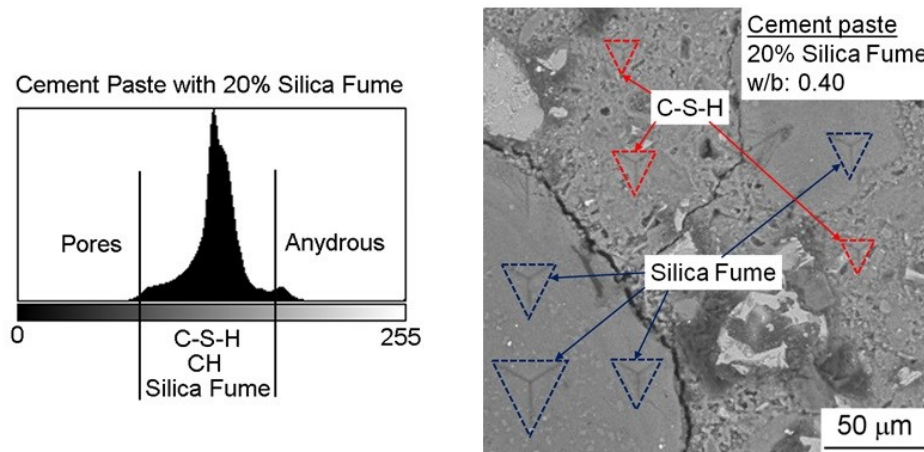 Cement Paste with 20% Silica Fume
Pores
Anydrous
0
255
C-S-H
CH
Silica Fume
Cement paste
20% Silica Fume
w/b: 0.40
C-S-H
Silica Fume
50 μm